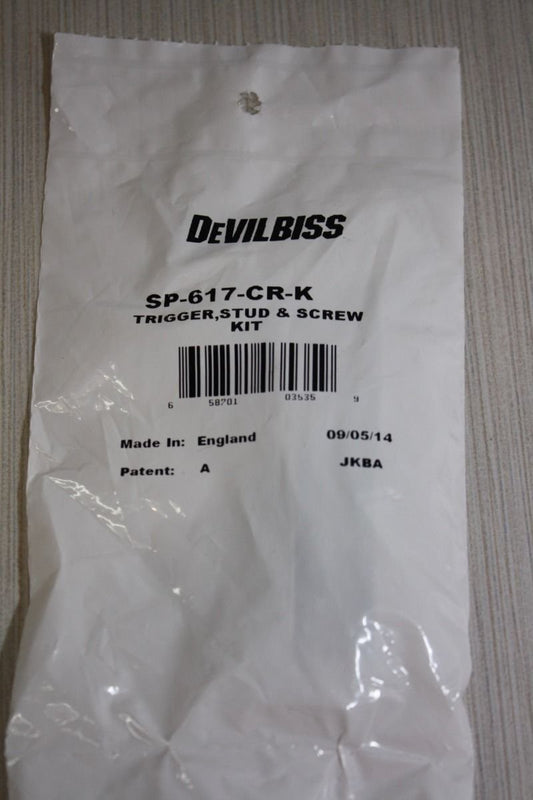 DEVILBISS
SP-617-CR-K
TRIGGER,STUD & SCREW
KIT
6 58701 03535 9
Made In: England 09/05/14
Patent: A JKBA